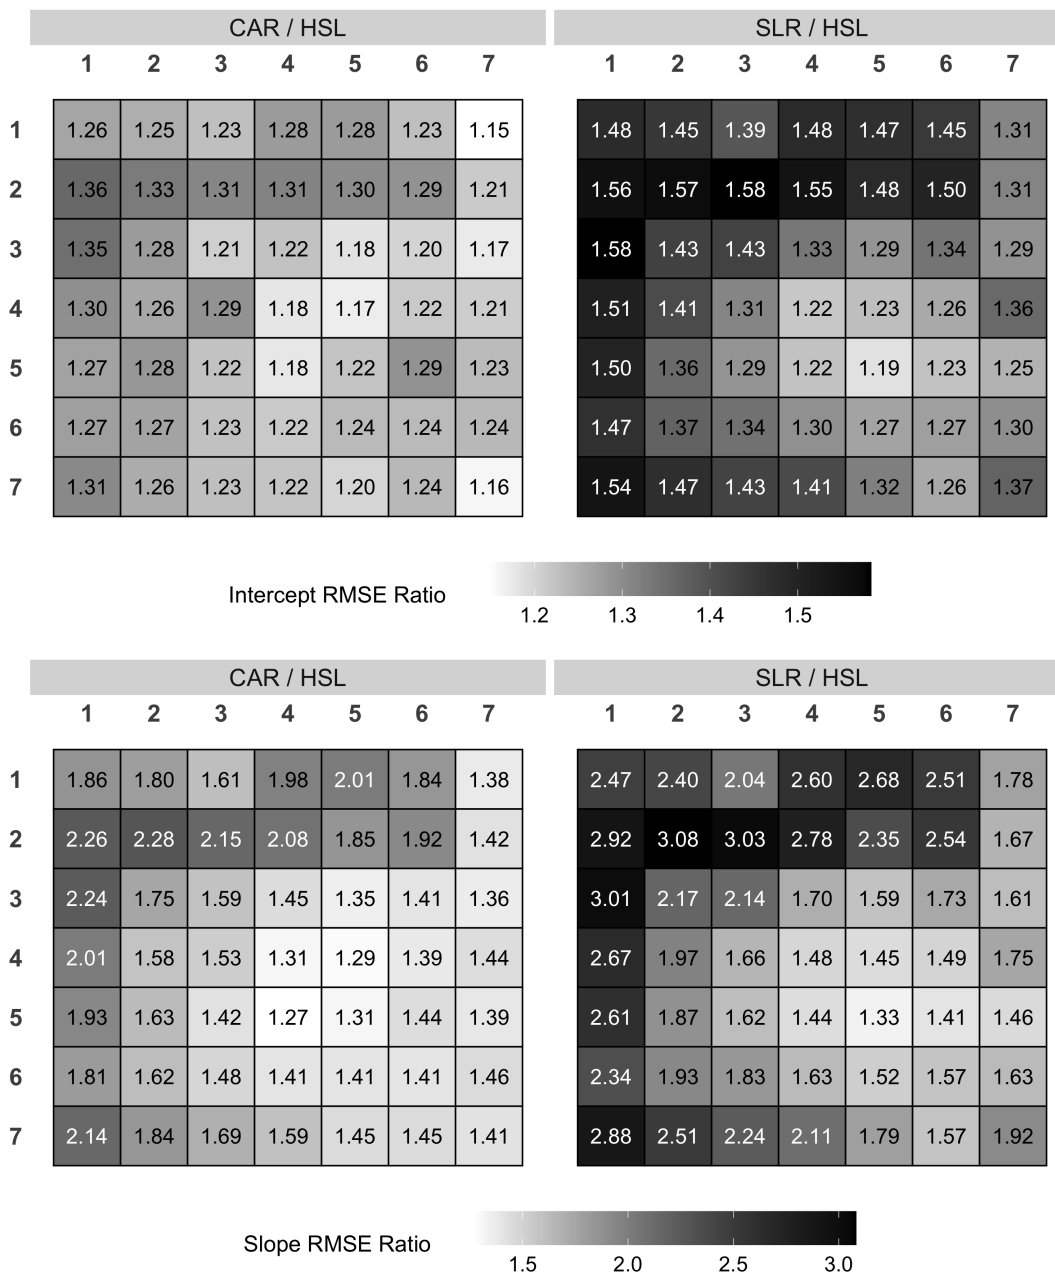 CAR / HSL SLR / HSL
1 2 3 4 5 6 7 1 2 3 4 5 6 7
1 1.26 1.25 1.23 1.28 1.28 1.23 1.15 1.48 1.45 1.39 1.48 1.47 1.45 1.31
2 1.36 1.33 1.31 1.31 1.30 1.29 1.21 1.56 1.57 1.58 1.55 1.48 1.50 1.31
3 1.35 1.28 1.21 1.22 1.18 1.20 1.17 1.58 1.43 1.43 1.33 1.29 1.34 1.29
4 1.30 1.26 1.29 1.18 1.17 1.22 1.21 1.51 1.41 1.31 1.22 1.23 1.26 1.36
5 1.27 1.28 1.22 1.18 1.22 1.29 1.23 1.50 1.36 1.29 1.22 1.19 1.23 1.25
6 1.27 1.27 1.23 1.22 1.24 1.24 1.24 1.47 1.37 1.34 1.30 1.27 1.27 1.30
7 1.31 1.26 1.23 1.22 1.20 1.24 1.16 1.54 1.47 1.43 1.41 1.32 1.26 1.37
Intercept RMSE Ratio
1.2 1.3 1.4 1.5
CAR / HSL SLR / HSL
1 2 3 4 5 6 7 1 2 3 4 5 6 7
1 1.86 1.80 1.61 1.98 2.01 1.84 1.38 2.47 2.40 2.04 2.60 2.68 2.51 1.78
2 2.26 2.28 2.15 2.08 1.85 1.92 1.42 2.92 3.08 3.03 2.78 2.35 2.54 1.67
3 2.24 1.75 1.59 1.45 1.35 1.41 1.36 3.01 2.17 2.14 1.70 1.59 1.73 1.61
4 2.01 1.58 1.53 1.31 1.29 1.39 1.44 2.67 1.97 1.66 1.48 1.45 1.49 1.75
5 1.93 1.63 1.42 1.27 1.31 1.44 1.39 2.61 1.87 1.62 1.44 1.33 1.41 1.46
6 1.81 1.62 1.48 1.41 1.41 1.41 1.46 2.34 1.93 1.83 1.63 1.52 1.57 1.63
7 2.14 1.84 1.69 1.59 1.45 1.45 1.41 2.88 2.51 2.24 2.11 1.79 1.57 1.92
Slope RMSE Ratio
1.5 2.0 2.5 3.0